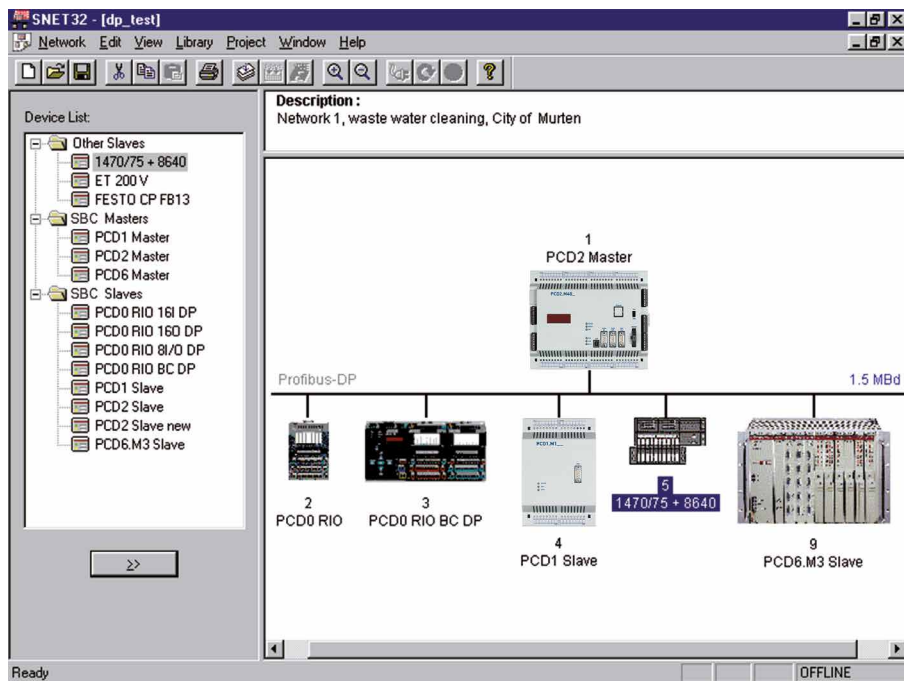 SNET32 - [dp_test]
Network Edit View Library Project Window Help
Device List:
Other Slaves
1470/75 + 8640
ET 200 V
FESTO CP FB13
SBC Masters
PCD1 Master
PCD2 Master
PCD6 Master
SBC Slaves
PCD0 RIO 16I DP
PCD0 RIO 16O DP
PCD0 RIO 8I/O DP
PCD0 RIO BC DP
PCD1 Slave
PCD2 Slave
PCD2 Slave new
PCD6.M3 Slave
>>
Description :
Network 1, waste water cleaning, City of Murten
1
PCD2 Master
Profibus-DP
1.5 MBd
2
PCD0 RIO
3
PCD0 RIO BC DP
4
PCD1 Slave
5
1470/75 + 8640
9
PCD6.M3 Slave
Ready
OFFLINE